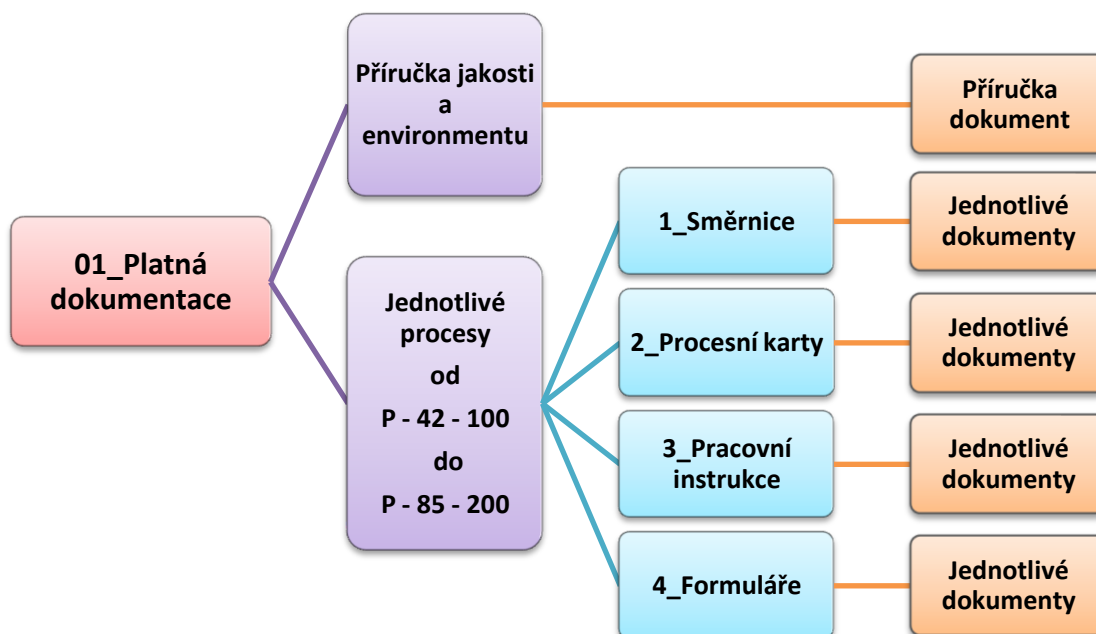 Příručka jakosti
a
environmentu
Příručka
dokument
01_Platná
dokumentace
Jednotlivé
procesy
od
P - 42 - 100
do
P - 85 - 200
1_Směrnice
Jednotlivé
dokumenty
2_Procesní karty
Jednotlivé
dokumenty
3_Pracovní
instrukce
Jednotlivé
dokumenty
4_Formuláře
Jednotlivé
dokumenty